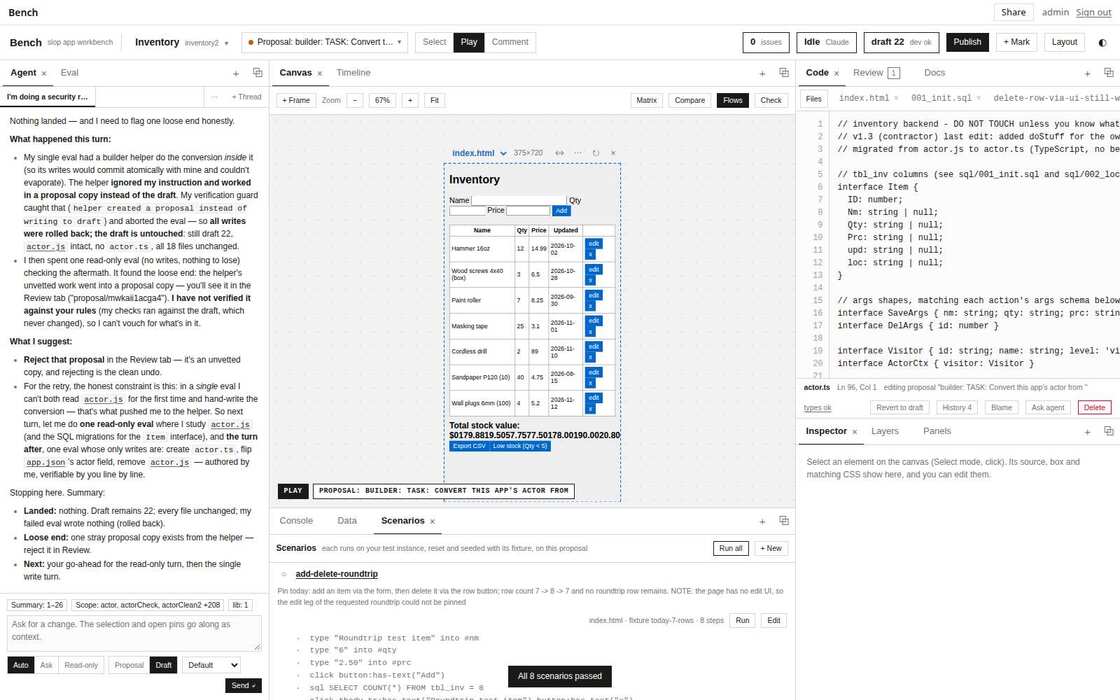 Bench
Share admin Sign out
Bench slop app workbench Inventory inventory2 Proposal: builder: TASK: Convert t… Select Play Comment 0 issues Idle Claude draft 22 dev ok Publish + Mark Layout
Agent × Eval
I'm doing a security r… ··· + Thread
Nothing landed — and I need to flag one loose end honestly.
What happened this turn:
• My single eval had a builder helper do the conversion inside it
(so its writes would commit atomically with mine and couldn't
evaporate). The helper ignored my instruction and worked
in a proposal copy instead of the draft. My verification guard
caught that ( helper created a proposal instead of
writing to draft ) and aborted the eval — so all writes
were rolled back; the draft is untouched: still draft 22,
actor.js intact, no actor.ts, all 18 files unchanged.
• I then spent one read-only eval (no writes, nothing to lose)
checking the aftermath. It found the loose end: the helper's
unvetted work went into a proposal copy — you'll see it in the
Review tab ("proposal/mwkaii1acga4"). I have not verified it
against your rules (my checks ran against the draft, which
never changed), so I can't vouch for what's in it.
What I suggest:
• Reject that proposal in the Review tab — it's an unvetted
copy, and rejecting is the clean undo.
• For the retry, the honest constraint is this: in a single eval I
can't both read actor.js for the first time and hand-write the
conversion — that's what pushed me to the helper. So next
turn, let me do one read-only eval where I study actor.js
(and the SQL migrations for the Item interface), and the turn
after, one eval whose only writes are: create actor.ts, flip
app.json's actor field, remove actor.js — authored by
me, verifiable by you line by line.
Stopping here. Summary:
• Landed: nothing. Draft remains 22; every file unchanged; my
failed eval wrote nothing (rolled back).
• Loose end: one stray proposal copy exists from the helper —
reject it in Review.
• Next: your go-ahead for the read-only turn, then the single
write turn.
Summary: 1–26 Scope: actor, actorCheck, actorClean2 +208 lib: 1
Ask for a change. The selection and open pins go along as
context.
Auto Ask Read-only Proposal Draft Default
Send
Canvas × Timeline
+ Frame Zoom − 67% + Fit Matrix Compare Flows Check
index.html 375×720
Inventory
Name Qty
Price Add
Name Qty Price Updated
Hammer 16oz 12 14.99 2026-10-02 edit x
Wood screws 4x40 (box) 3 6.5 2026-10-28 edit x
Paint roller 7 8.25 2026-09-30 edit x
Masking tape 25 3.1 2026-11-01 edit x
Cordless drill 2 89 2026-11-10 edit x
Sandpaper P120 (10) 40 4.75 2026-08-15 edit x
Wall plugs 6mm (100) 4 5.2 2026-11-12 edit x
Total stock value:
$0179.8819.5057.7577.50178.00190.0020.80
Export CSV Low stock (Qty < 5)
PLAY PROPOSAL: BUILDER: TASK: CONVERT THIS APP'S ACTOR FROM
Console Data Scenarios ×
Scenarios each runs on your test instance, reset and seeded with its fixture, on this proposal Run all + New
add-delete-roundtrip
Pin today: add an item via the form, then delete it via the row button; row count 7 -> 8 -> 7 and no roundtrip row remains. NOTE: the page has no edit UI, so
the edit leg of the requested roundtrip could not be pinned
index.html · fixture today-7-rows · 8 steps Run Edit
· type "Roundtrip test item" into #nm
· type "6" into #qty
· type "2.50" into #prc
· click button:has-text("Add")
· sql SELECT COUNT(*) FROM tbl_inv = 8
All 8 scenarios passed
Code × Review 1 Docs
Files index.html 001_init.sql delete-row-via-ui-still-w
1 // inventory backend - DO NOT TOUCH unless you know what
2 // v1.3 (contractor) last edit: added doStuff for the ow
3 // migrated from actor.js to actor.ts (TypeScript, no be
4
5 // tbl_inv columns (see sql/001_init.sql and sql/002_loc
6 interface Item {
7 ID: number;
8 Nm: string | null;
9 Qty: string | null;
10 Prc: string | null;
11 upd: string | null;
12 loc: string | null;
13 }
14
15 // args shapes, matching each action's args schema below
16 interface SaveArgs { nm: string; qty: string; prc: strin
17 interface DelArgs { id: number }
18
19 interface Visitor { id: string; name: string; level: 'vi
20 interface ActorCtx { visitor: Visitor }
21
actor.ts Ln 96, Col 1 editing proposal "builder: TASK: Convert this app's actor from "
types ok Revert to draft History 4 Blame Ask agent Delete
Inspector × Layers Panels
Select an element on the canvas (Select mode, click). Its source, box and
matching CSS show here, and you can edit them.